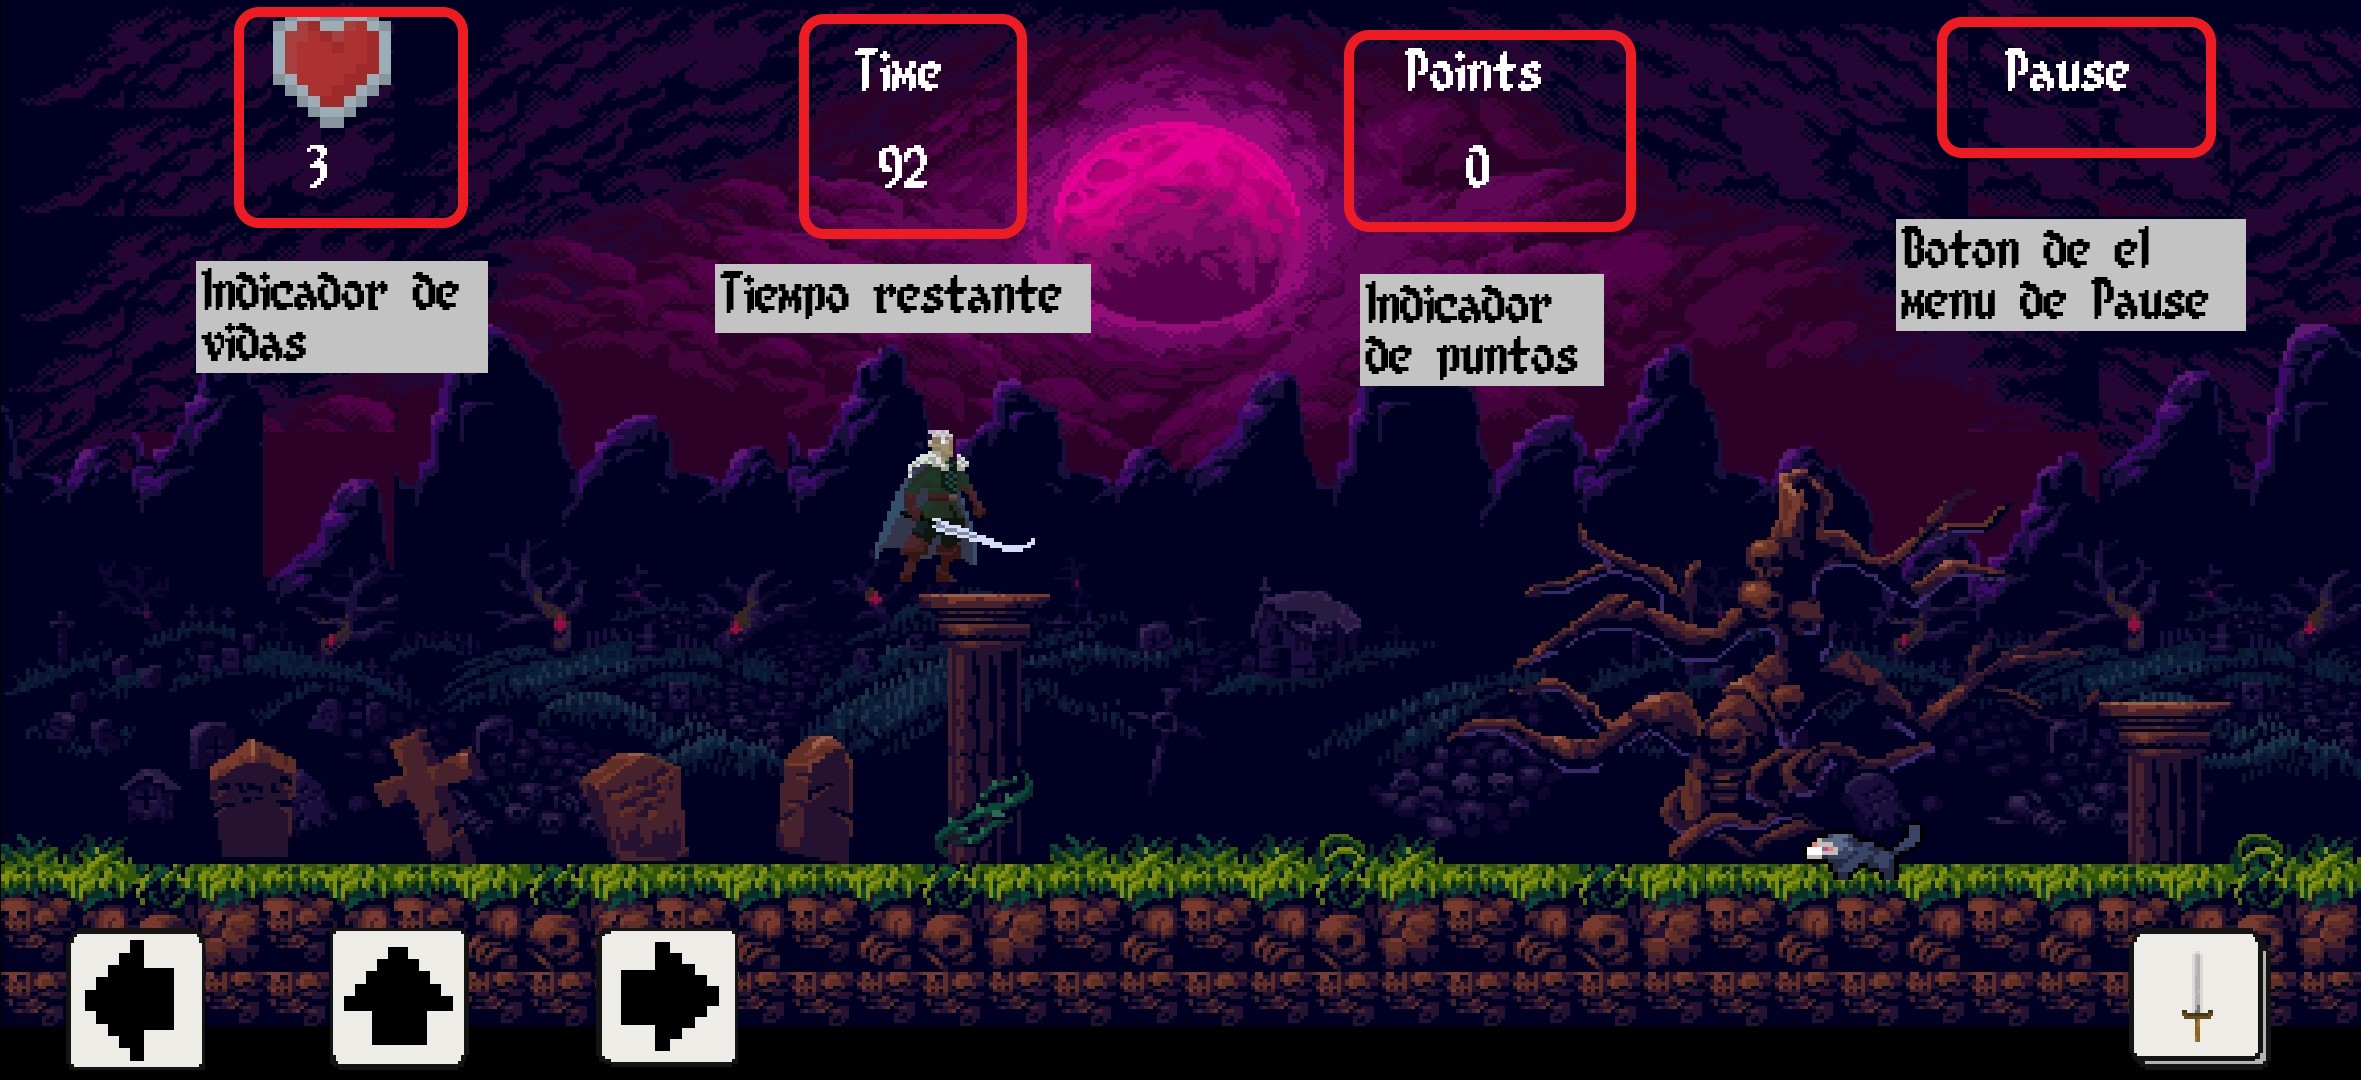 Time
Points
Pause
3
92
0
Indicador de
vidas
Tiempo restante
Indicador
de puntos
Boton de el
menu de Pause